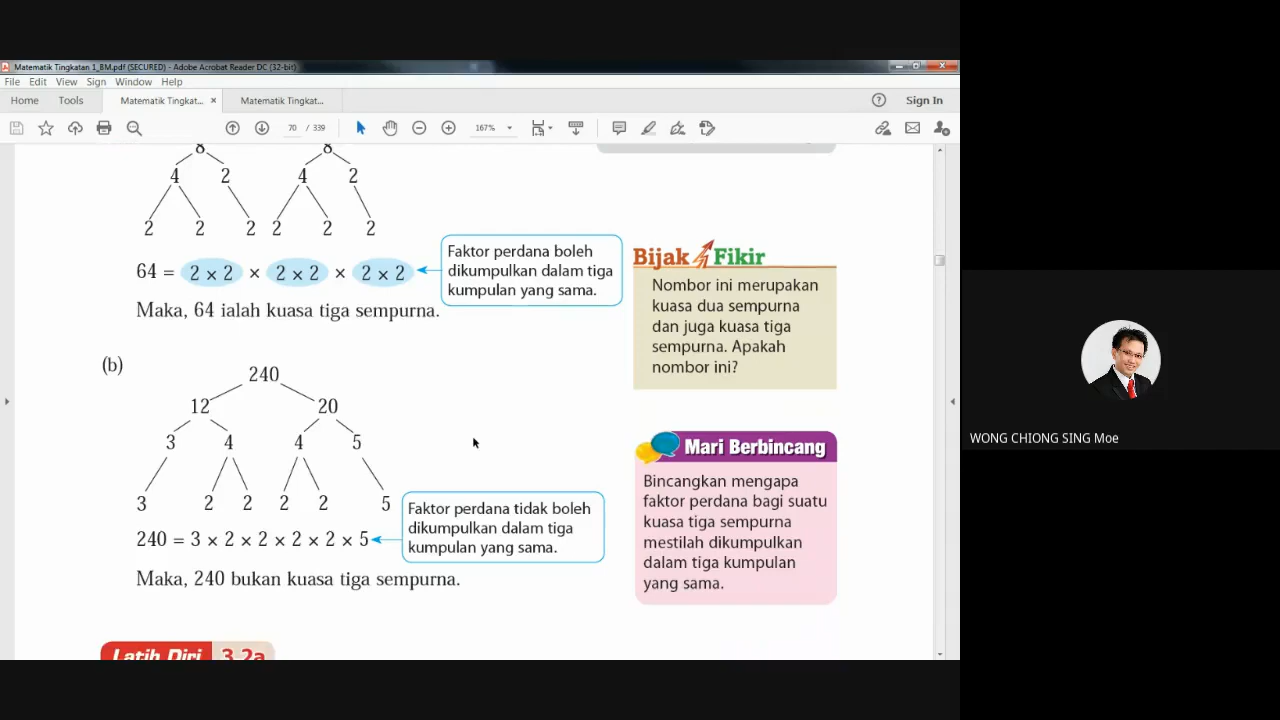 Matematik Tingkatan 1_BM.pdf (SECURED) - Adobe Acrobat Reader DC (32-bit)
File Edit View Sign Window Help
Home Tools Matematik Tingkat... × Matematik Tingkat... ? Sign In
70 / 339 167%
8 8
4 2 4 2
2 2 2 2 2 2
64 = 2 × 2 × 2 × 2 × 2 × 2
Faktor perdana boleh
dikumpulkan dalam tiga
kumpulan yang sama.
Maka, 64 ialah kuasa tiga sempurna.
Bijak Fikir
Nombor ini merupakan
kuasa dua sempurna
dan juga kuasa tiga
sempurna. Apakah
nombor ini?
(b)
240
12 20
3 4 4 5
3 2 2 2 2 5
240 = 3 × 2 × 2 × 2 × 2 × 5
Faktor perdana tidak boleh
dikumpulkan dalam tiga
kumpulan yang sama.
Maka, 240 bukan kuasa tiga sempurna.
Mari Berbincang
Bincangkan mengapa
faktor perdana bagi suatu
kuasa tiga sempurna
mestilah dikumpulkan
dalam tiga kumpulan
yang sama.
Latih Diri 3.2a
WONG CHIONG SING Moe